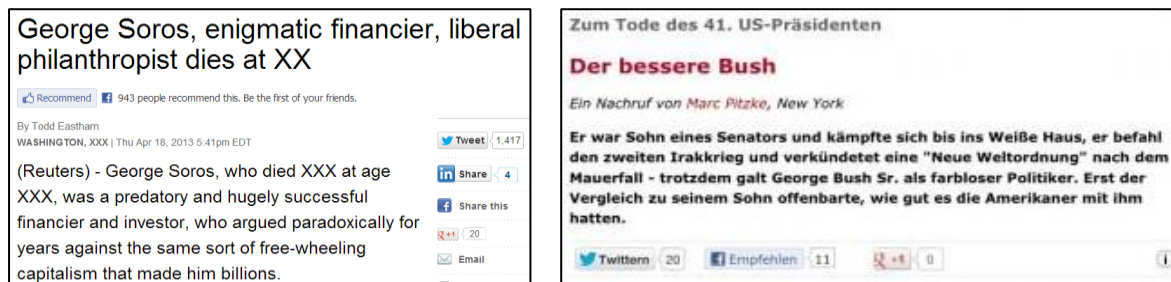 George Soros, enigmatic financier, liberal
philanthropist dies at XX
Recommend 943 people recommend this. Be the first of your friends.
By Todd Eastham
WASHINGTON, XXX | Thu Apr 18, 2013 5:41pm EDT
(Reuters) - George Soros, who died XXX at age
XXX, was a predatory and hugely successful
financier and investor, who argued paradoxically for
years against the same sort of free-wheeling
capitalism that made him billions.
Tweet 1,417
Share 4
Share this
+1 20
Email
Zum Tode des 41. US-Präsidenten
Der bessere Bush
Ein Nachruf von Marc Pitzke, New York
Er war Sohn eines Senators und kämpfte sich bis ins Weiße Haus, er befahl
den zweiten Irakkrieg und verkündetet eine "Neue Weltordnung" nach dem
Mauerfall - trotzdem galt George Bush Sr. als farbloser Politiker. Erst der
Vergleich zu seinem Sohn offenbarte, wie gut es die Amerikaner mit ihm
hatten.
Twittern 20 Empfehlen 11 +1 0